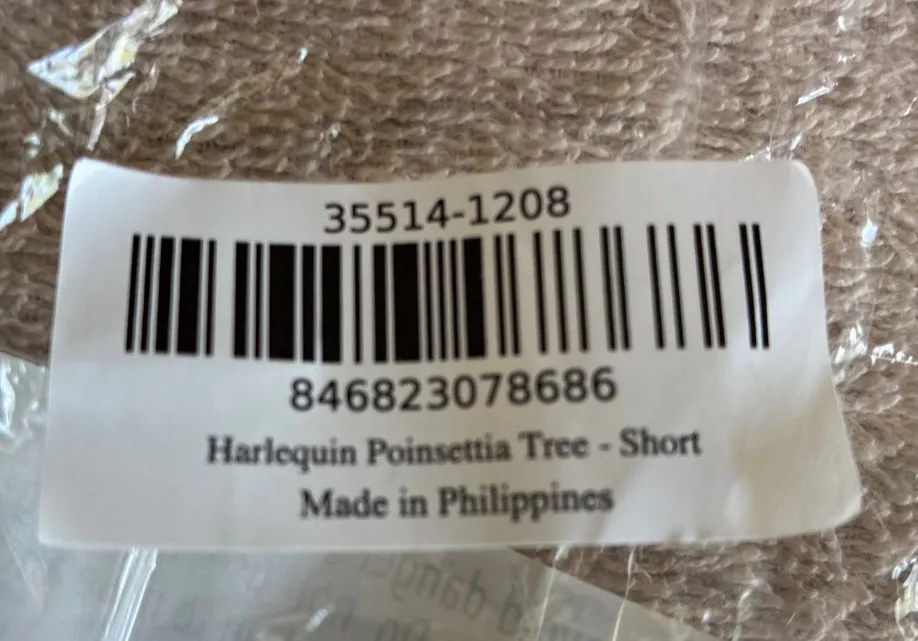 35514-1208
846823078686
Harlequin Poinsettia Tree - Short
Made in Philippines